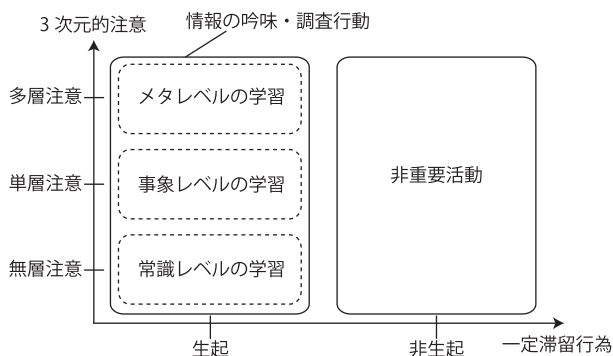 3 次元的注意
情報の吟味・調査行動
多層注意
メタレベルの学習
単層注意
事象レベルの学習
非重要活動
無層注意
常識レベルの学習
生起
非生起
一定滞留行為